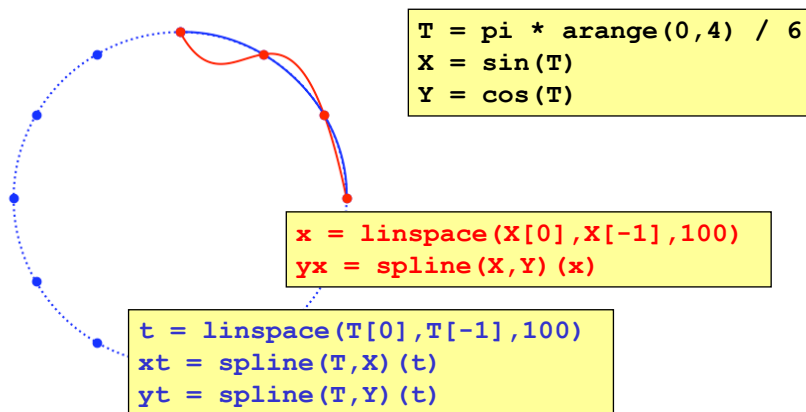 T = pi * arange(0,4) / 6
X = sin(T)
Y = cos(T)
x = linspace(X[0],X[-1],100)
yx = spline(X,Y)(x)
t = linspace(T[0],T[-1],100)
xt = spline(T,X)(t)
yt = spline(T,Y)(t)